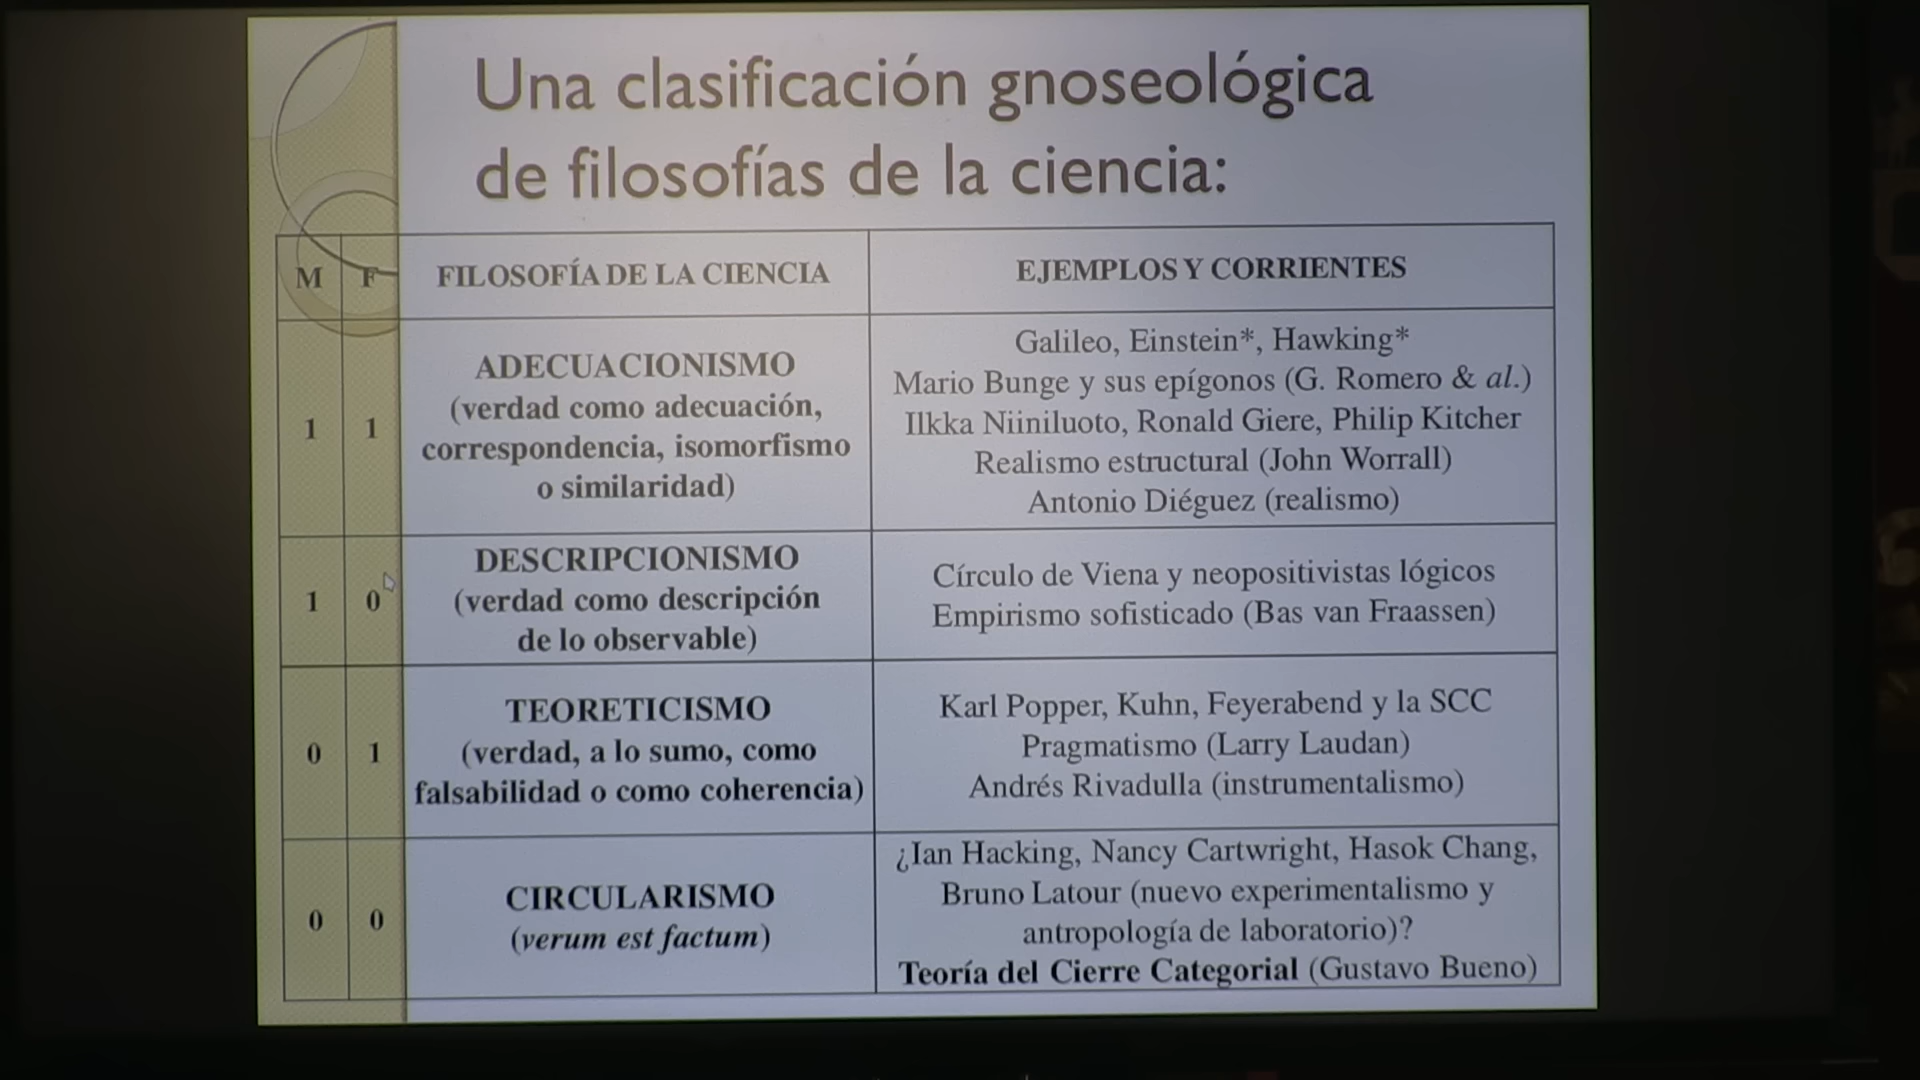 Una clasificación gnoseológica
de filosofías de la ciencia:
M F FILOSOFÍA DE LA CIENCIA EJEMPLOS Y CORRIENTES
1 1
ADECUACIONISMO
(verdad como adecuación,
correspondencia, isomorfismo
o similaridad)
Galileo, Einstein*, Hawking*
Mario Bunge y sus epígonos (G. Romero & al.)
Ilkka Niiniluoto, Ronald Giere, Philip Kitcher
Realismo estructural (John Worrall)
Antonio Diéguez (realismo)
1 0
DESCRIPCIONISMO
(verdad como descripción
de lo observable)
Círculo de Viena y neopositivistas lógicos
Empirismo sofisticado (Bas van Fraassen)
0 1
TEORETICISMO
(verdad, a lo sumo, como
falsabilidad o como coherencia)
Karl Popper, Kuhn, Feyerabend y la SCC
Pragmatismo (Larry Laudan)
Andrés Rivadulla (instrumentalismo)
0 0
CIRCULARISMO
(verum est factum)
¿Ian Hacking, Nancy Cartwright, Hasok Chang,
Bruno Latour (nuevo experimentalismo y
antropología de laboratorio)?
Teoría del Cierre Categorial (Gustavo Bueno)